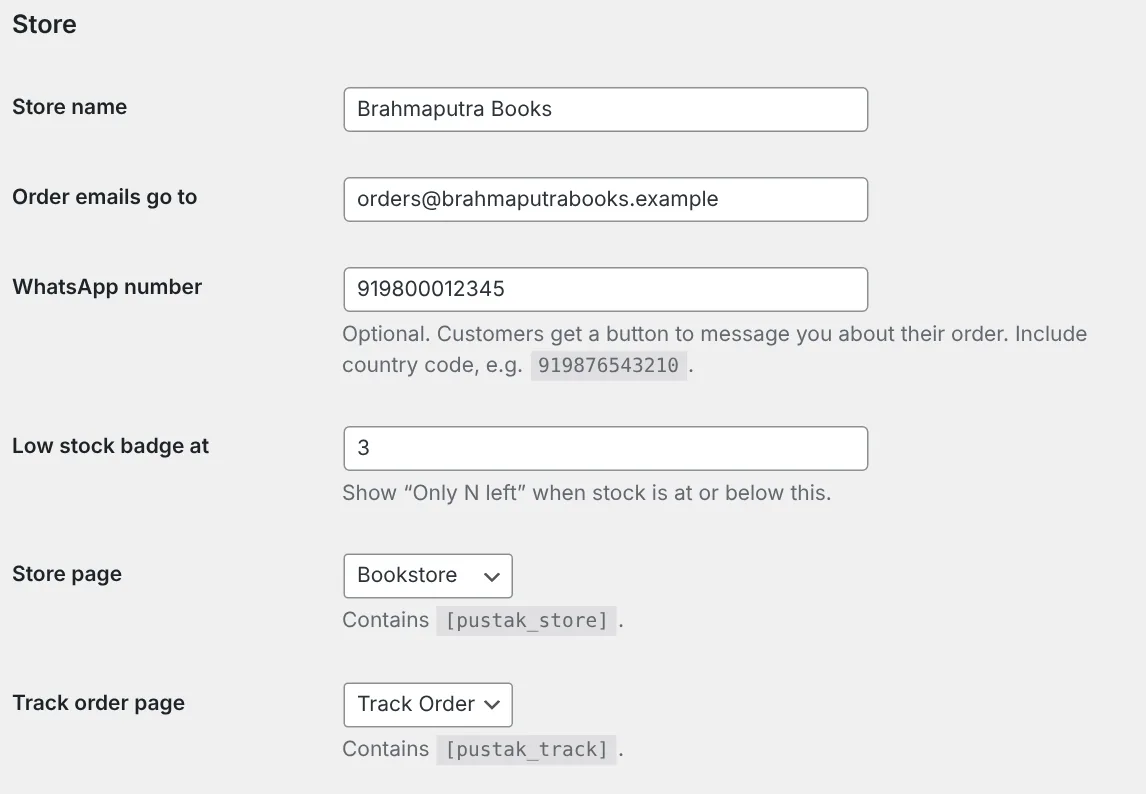 Store
Store name
Brahmaputra Books
Order emails go to
orders@brahmaputrabooks.example
WhatsApp number
919800012345
Optional. Customers get a button to message you about their order. Include
country code, e.g. 919876543210.
Low stock badge at
3
Show “Only N left” when stock is at or below this.
Store page
Bookstore
Contains [pustak_store].
Track order page
Track Order
Contains [pustak_track].